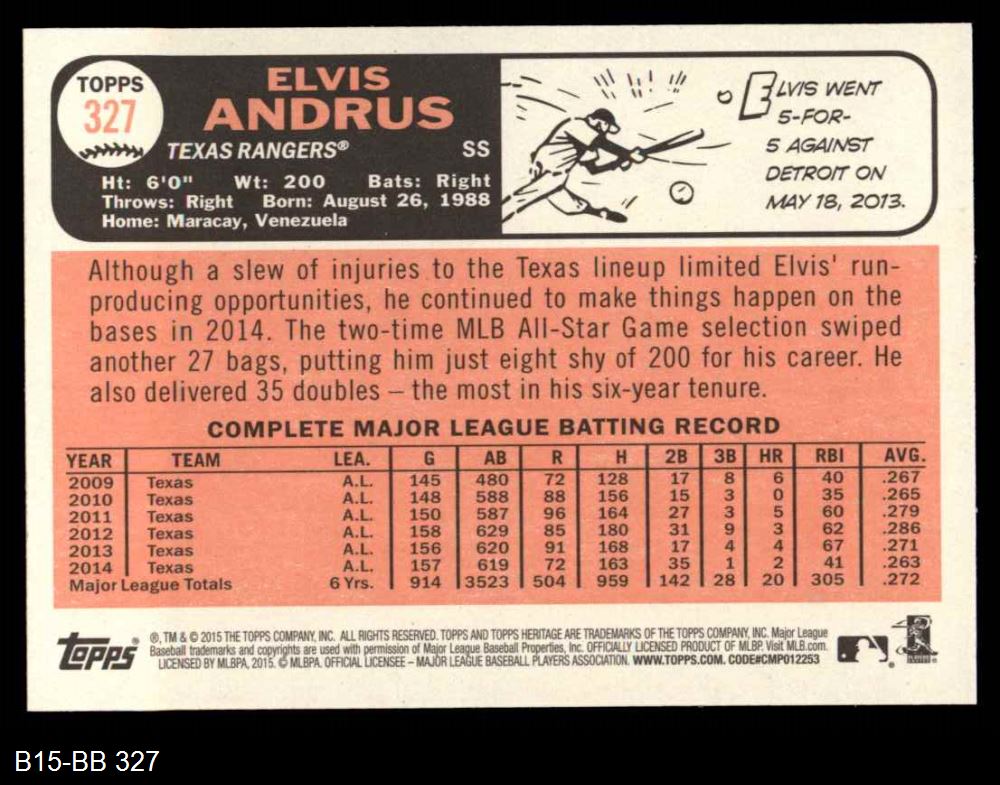 TOPPS
327
ELVIS
ANDRUS
TEXAS RANGERS® SS
Ht: 6'0" Wt: 200 Bats: Right
Throws: Right Born: August 26, 1988
Home: Maracay, Venezuela
ELVIS WENT
5-FOR-
5 AGAINST
DETROIT ON
MAY 18, 2013.
Although a slew of injuries to the Texas lineup limited Elvis' run-
producing opportunities, he continued to make things happen on the
bases in 2014. The two-time MLB All-Star Game selection swiped
another 27 bags, putting him just eight shy of 200 for his career. He
also delivered 35 doubles – the most in his six-year tenure.
COMPLETE MAJOR LEAGUE BATTING RECORD
YEAR TEAM LEA. G AB R H 2B 3B HR RBI AVG.
2009 Texas A.L. 145 480 72 128 17 8 6 40 .267
2010 Texas A.L. 148 588 88 156 15 3 0 35 .265
2011 Texas A.L. 150 587 96 164 27 3 5 60 .279
2012 Texas A.L. 158 629 85 180 31 9 3 62 .286
2013 Texas A.L. 156 620 91 168 17 4 4 67 .271
2014 Texas A.L. 157 619 72 163 35 1 2 41 .263
Major League Totals 6 Yrs. 914 3523 504 959 142 28 20 305 .272
topps®
®, TM & © 2015 THE TOPPS COMPANY, INC. ALL RIGHTS RESERVED. TOPPS AND TOPPS HERITAGE ARE TRADEMARKS OF THE TOPPS COMPANY, INC. Major League
Baseball trademarks and copyrights are used with permission of Major League Baseball Properties, Inc. OFFICIALLY LICENSED PRODUCT OF MLBP. Visit MLB.com.
LICENSED BY MLBPA, 2015. © MLBPA. OFFICIAL LICENSEE – MAJOR LEAGUE BASEBALL PLAYERS ASSOCIATION. WWW.TOPPS.COM. CODE#CMP012253
B15-BB 327